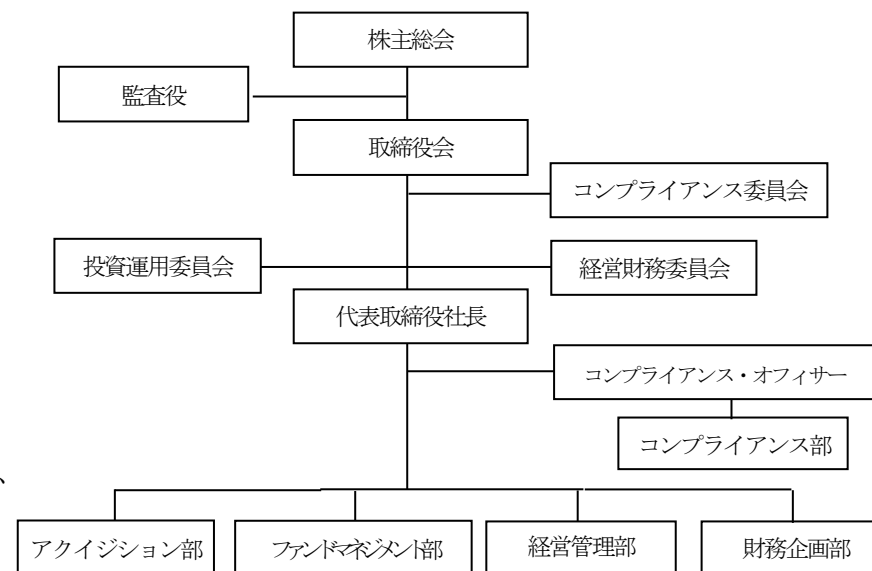 株主総会
監査役
取締役会
コンプライアンス委員会
投資運用委員会
経営財務委員会
代表取締役社長
コンプライアンス・オフィサー
コンプライアンス部
、
アクイジション部
ファンドマネジメント部
経営管理部
財務企画部